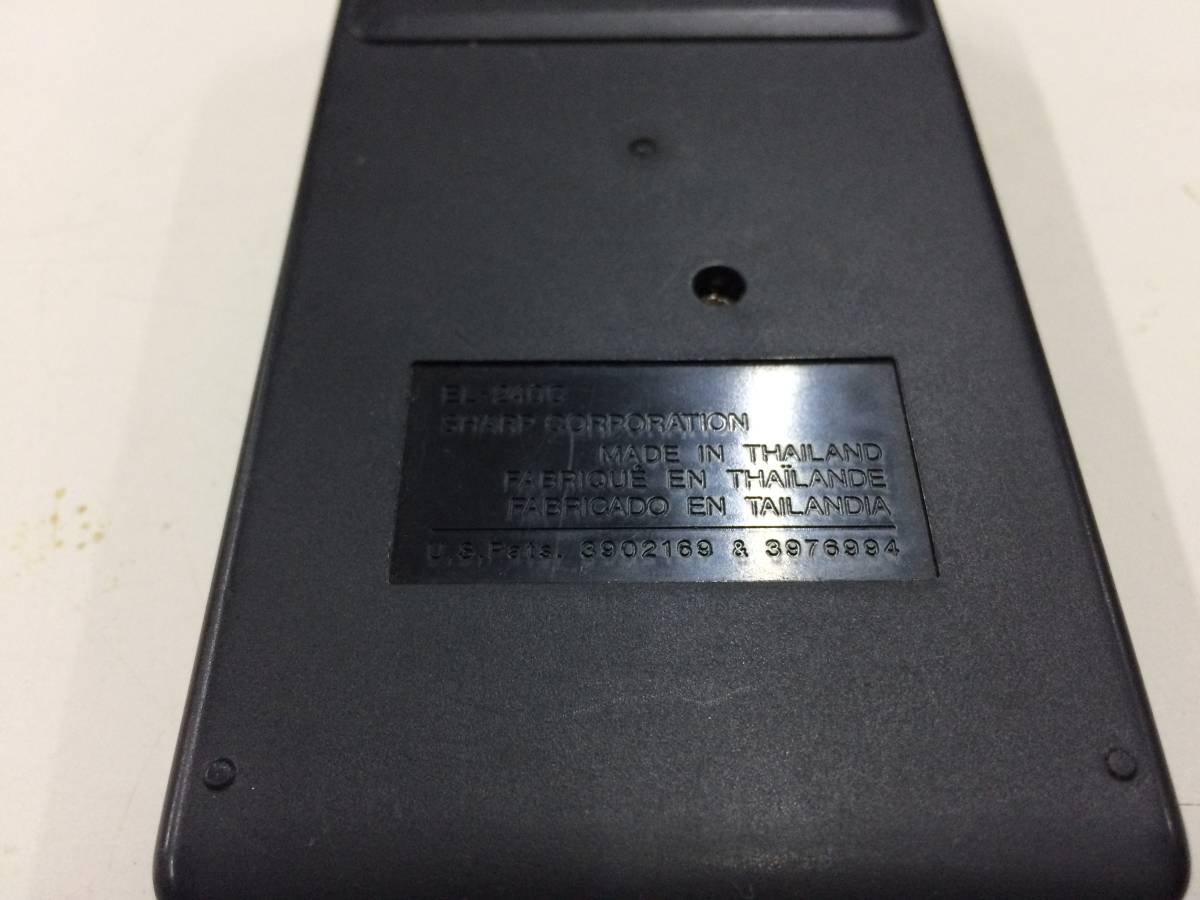 SHARP CORPORATION
MADE IN THAILAND
FABRIQUÉ EN THAÏLANDE
FABRICADO EN TAILANDIA
U.S.Pats. 3902169 & 3976994